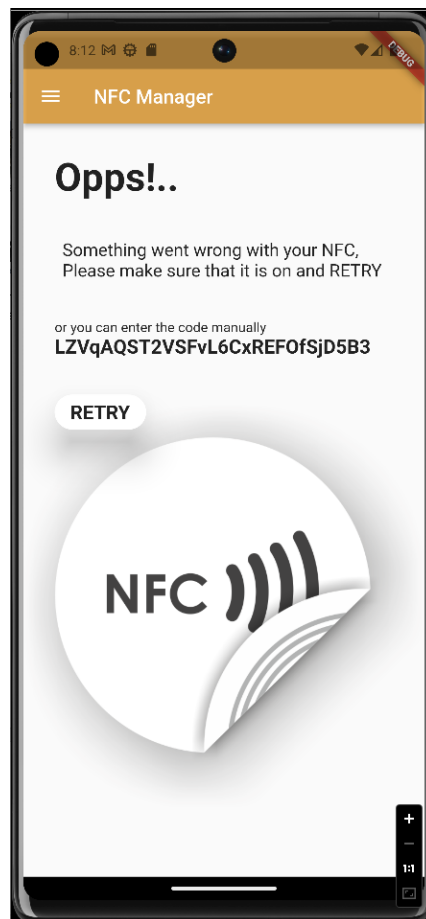 8:12
DEBUG
NFC Manager
Opps!..
Something went wrong with your NFC,
Please make sure that it is on and RETRY
or you can enter the code manually
LZVqAQST2VSFvL6CxREFOfSjD5B3
RETRY
NFC
1:1